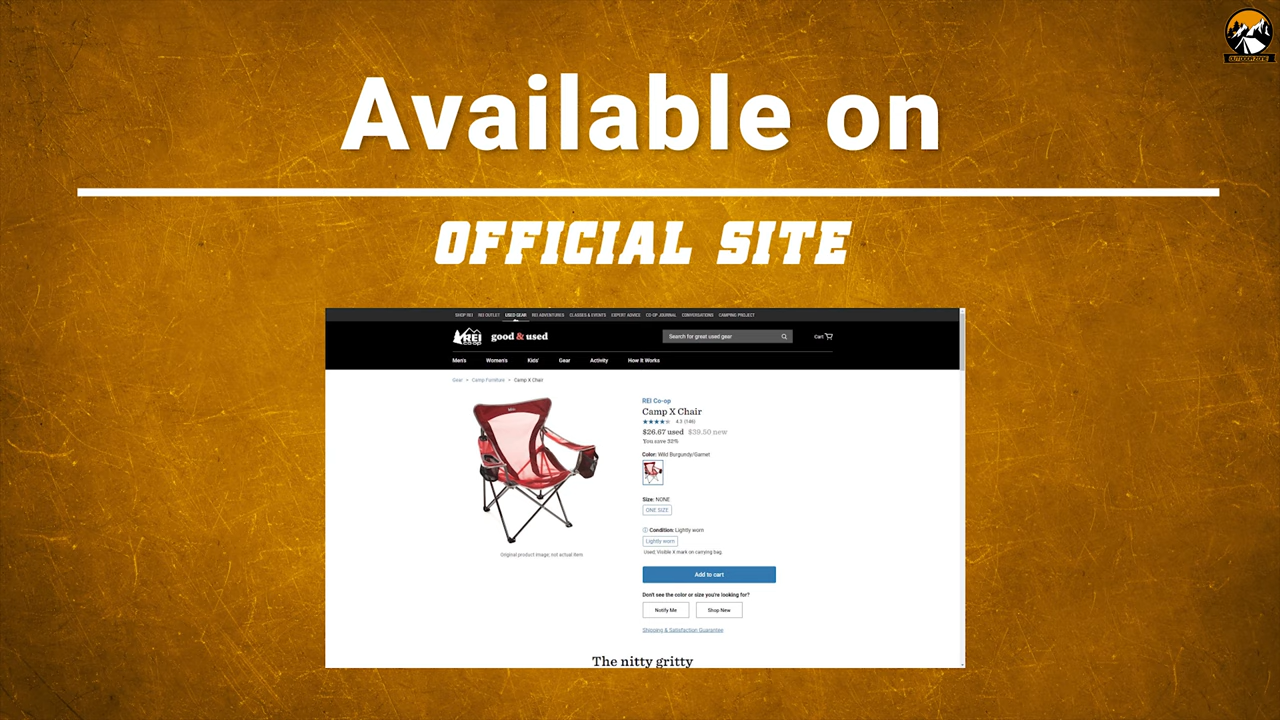 OUTDOOR ZONE
Available on
OFFICIAL SITE
SHOP REI REI OUTLET USED GEAR REI ADVENTURES CLASSES & EVENTS EXPERT ADVICE CO-OP JOURNAL CONVERSATIONS CAMPING PROJECT
REI co-op good & used Search for great used gear Cart
Men's Women's Kids' Gear Activity How It Works
Gear > Camp Furniture > Camp X Chair
REI Co-op
Camp X Chair
4.3 (146)
$26.67 used $39.50 new
You save 32%
Color: Wild Burgundy/Garnet
Size: NONE
ONE SIZE
Condition: Lightly worn
Lightly worn
Used, Visible X mark on carrying bag.
Original product image; not actual item
Add to cart
Don't see the color or size you're looking for?
Notify Me Shop New
Shipping & Satisfaction Guarantee
The nitty gritty